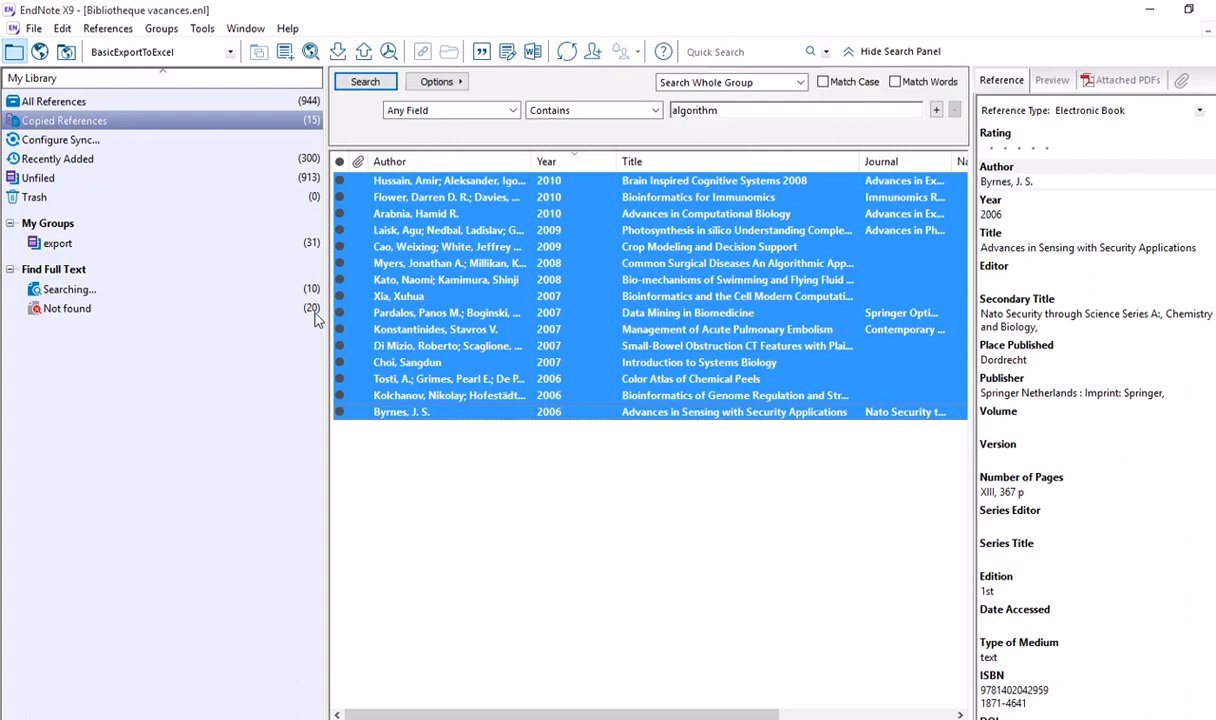 EndNote X9 - [Bibliotheque vacances.enl]
File Edit References Groups Tools Window Help
BasicExportToExcel
Quick Search
Hide Search Panel
My Library
All References (944)
Copied References (15)
Configure Sync...
Recently Added (300)
Unfiled (913)
Trash (0)
My Groups
export (31)
Find Full Text
Searching... (10)
Not found (20)
Search Options Search Whole Group Match Case Match Words
Any Field Contains algorithm + -
Author Year Title Journal Na
Hussain, Amir; Aleksander, Igo... 2010 Brain Inspired Cognitive Systems 2008 Advances in Ex...
Flower, Darren D. R.; Davies, ... 2010 Bioinformatics for Immunomics Immunomics R...
Arabnia, Hamid R. 2010 Advances in Computational Biology Advances in Ex...
Laisk, Agu; Nedbal, Ladislav; G... 2009 Photosynthesis in silico Understanding Comple... Advances in Ph...
Cao, Weixing; White, Jeffrey ... 2009 Crop Modeling and Decision Support
Myers, Jonathan A.; Millikan, K... 2008 Common Surgical Diseases An Algorithmic App...
Kato, Naomi; Kamimura, Shinji 2008 Bio-mechanisms of Swimming and Flying Fluid ...
Xia, Xuhua 2007 Bioinformatics and the Cell Modern Computati...
Pardalos, Panos M.; Boginski, ... 2007 Data Mining in Biomedicine Springer Opti...
Konstantinides, Stavros V. 2007 Management of Acute Pulmonary Embolism Contemporary ...
Di Mizio, Roberto; Scaglione, ... 2007 Small-Bowel Obstruction CT Features with Plai...
Choi, Sangdun 2007 Introduction to Systems Biology
Tosti, A.; Grimes, Pearl E.; De P... 2006 Color Atlas of Chemical Peels
Kolchanov, Nikolay; Hofestädt... 2006 Bioinformatics of Genome Regulation and Str...
Byrnes, J. S. 2006 Advances in Sensing with Security Applications Nato Security t...
Reference Preview Attached PDFs
Reference Type: Electronic Book
Rating
Author
Byrnes, J. S.
Year
2006
Title
Advances in Sensing with Security Applications
Editor
Secondary Title
Nato Security through Science Series A:, Chemistry
and Biology,
Place Published
Dordrecht
Publisher
Springer Netherlands : Imprint: Springer,
Volume
Version
Number of Pages
XIII, 367 p
Series Editor
Series Title
Edition
1st
Date Accessed
Type of Medium
text
ISBN
9781402042959
1871-4641
DOI